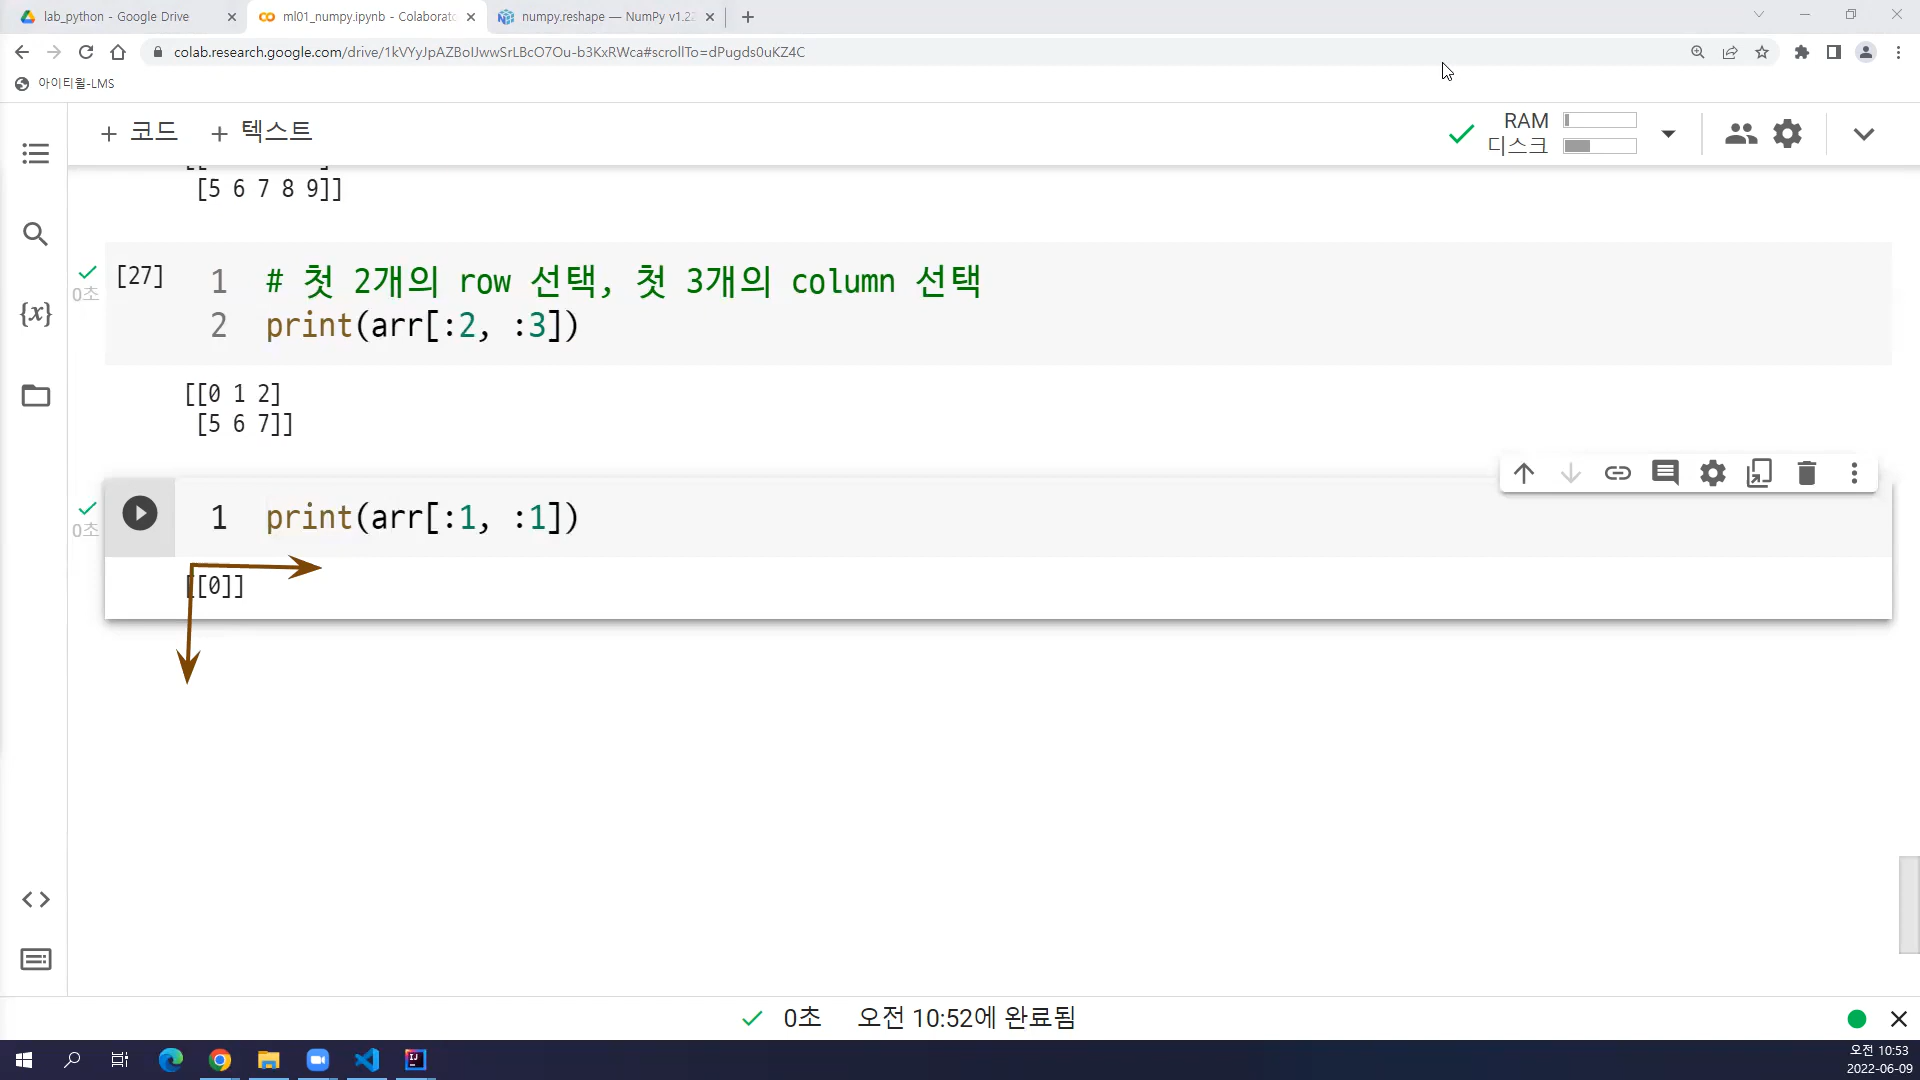 lab_python - Google Drive
ml01_numpy.ipynb - Colaborato
numpy.reshape — NumPy v1.2
colab.research.google.com/drive/1kVYyJpAZBoIJwwSrLBcO7Ou-b3KxRWca#scrollTo=dPugds0uKZ4C
아이티윌-LMS
+ 코드 + 텍스트
RAM
디스크
[5 6 7 8 9]]
0초
[27]
1 # 첫 2개의 row 선택, 첫 3개의 column 선택
2 print(arr[:2, :3])
[[0 1 2]
[5 6 7]]
0초
1 print(arr[:1, :1])
[[0]]
{x}
0초 오전 10:52에 완료됨
오전 10:53
2022-06-09